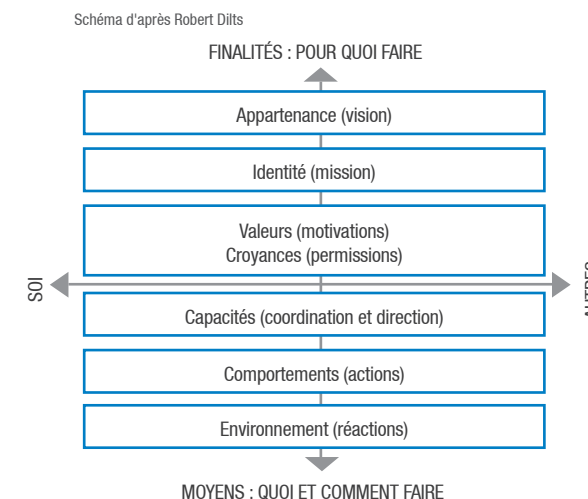 Schéma d'après Robert Dilts
FINALITÉS : POUR QUOI FAIRE
Appartenance (vision)
Identité (mission)
Valeurs (motivations)
Croyances (permissions)
SOI
AUTRES
Capacités (coordination et direction)
Comportements (actions)
Environnement (réactions)
MOYENS : QUOI ET COMMENT FAIRE